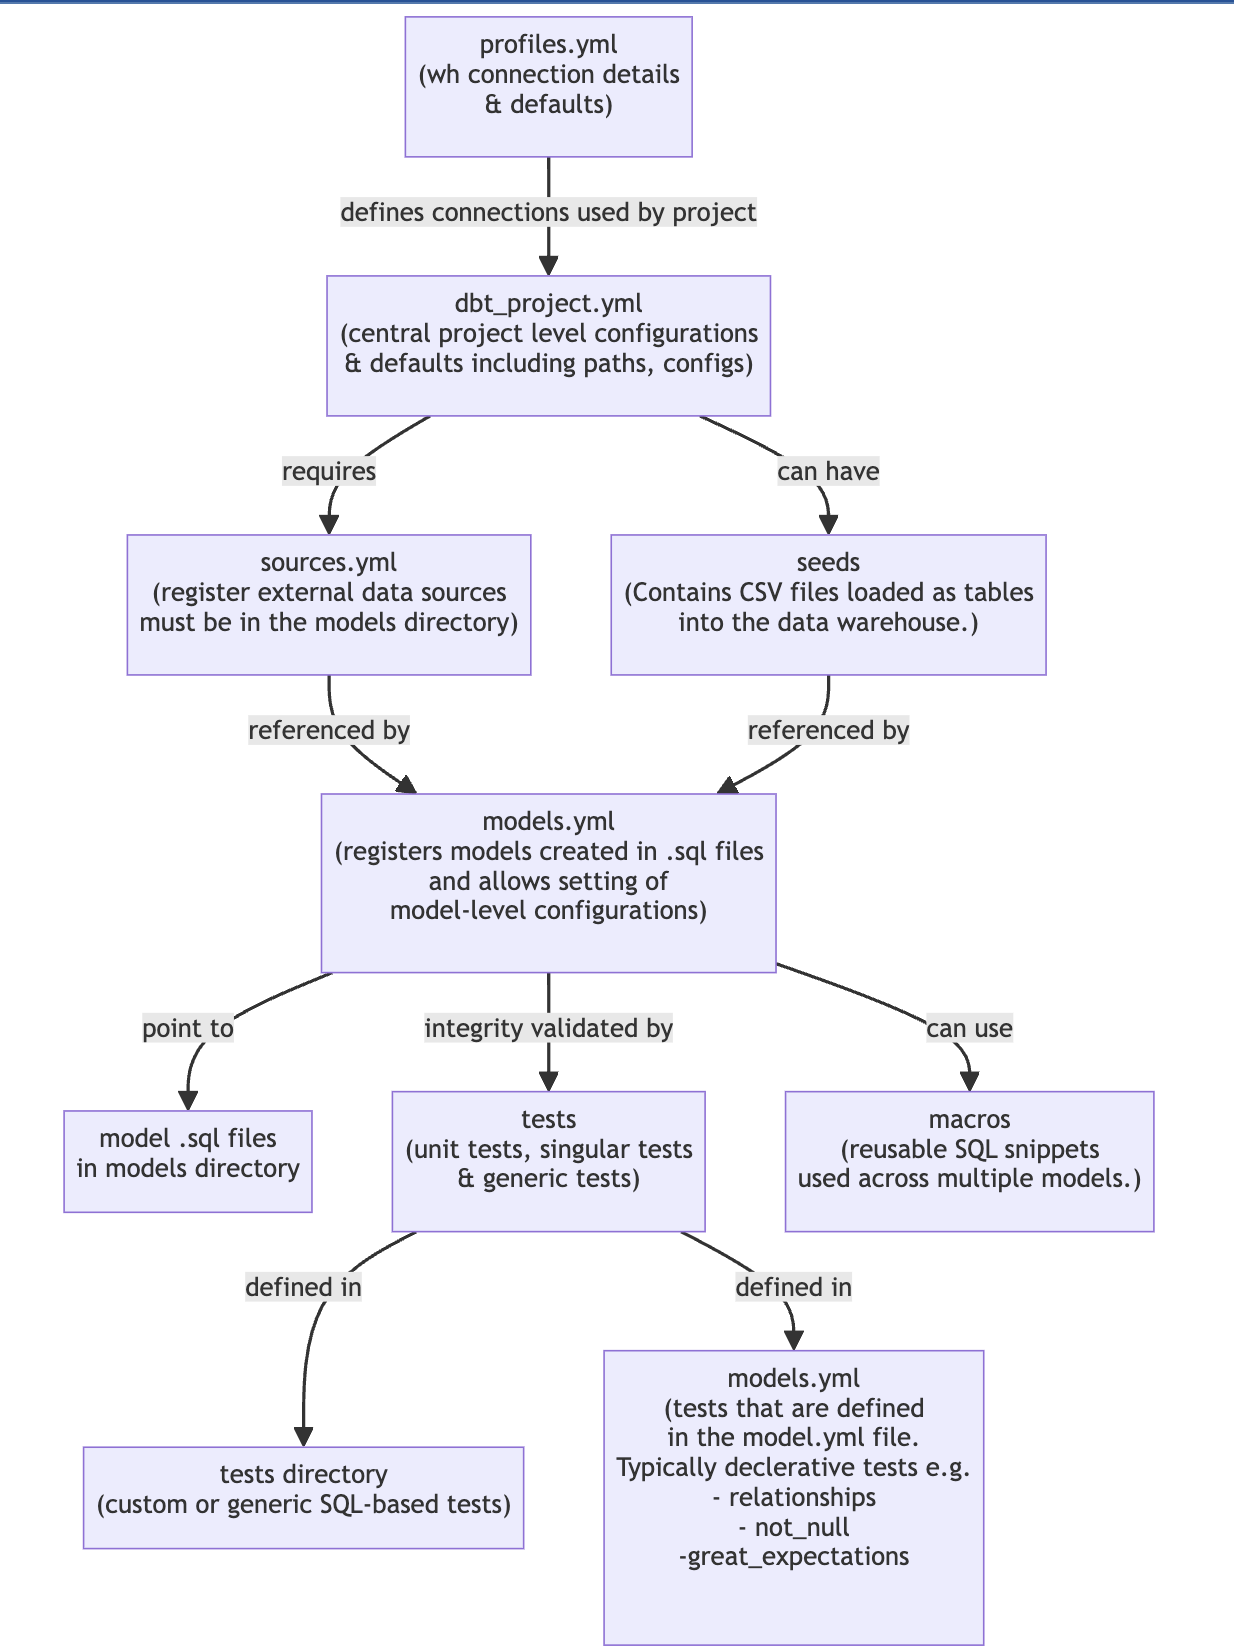 profiles.yml
(wh connection details
& defaults)
defines connections used by project
dbt_project.yml
(central project level configurations
& defaults including paths, configs)
requires
can have
sources.yml
(register external data sources
must be in the models directory)
seeds
(Contains CSV files loaded as tables
into the data warehouse.)
referenced by
referenced by
models.yml
(registers models created in .sql files
and allows setting of
model-level configurations)
point to
integrity validated by
can use
model .sql files
in models directory
tests
(unit tests, singular tests
& generic tests)
macros
(reusable SQL snippets
used across multiple models.)
defined in
defined in
tests directory
(custom or generic SQL-based tests)
models.yml
(tests that are defined
in the model.yml file.
Typically declerative tests e.g.
- relationships
- not_null
-great_expectations